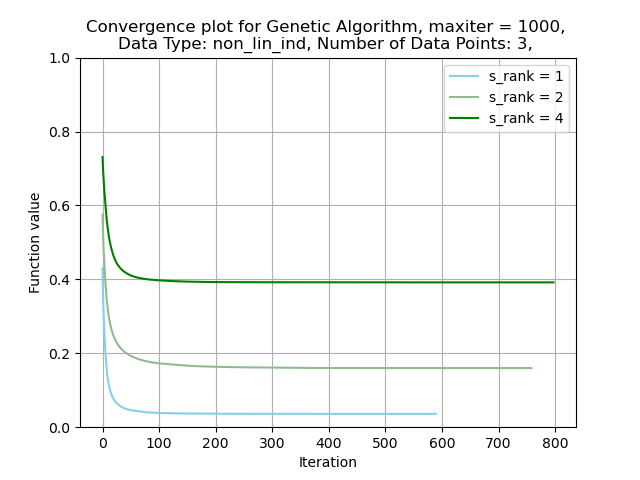 Convergence plot for Genetic Algorithm, maxiter = 1000,
Data Type: non_lin_ind, Number of Data Points: 3,
1.0
0.8
0.6
0.4
0.2
0.0
Function value
s_rank = 1
s_rank = 2
s_rank = 4
0 100 200 300 400 500 600 700 800
Iteration